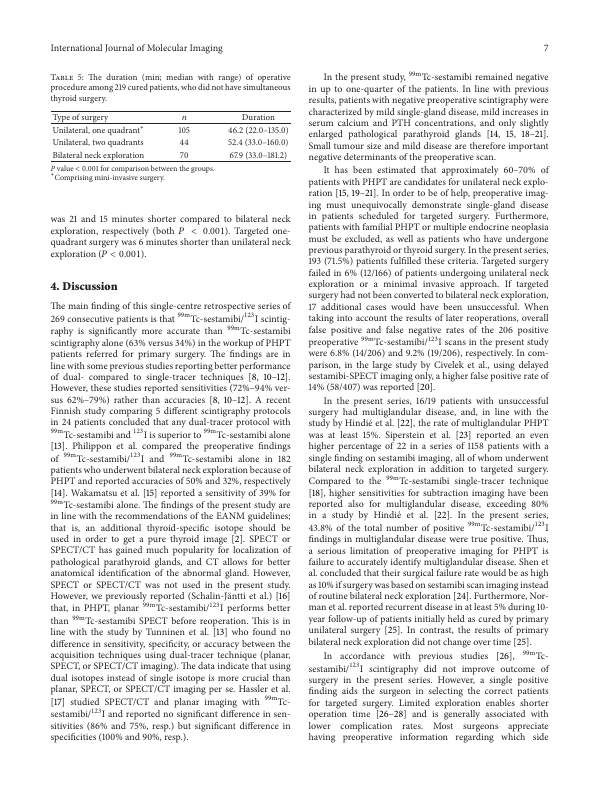 International Journal of Molecular Imaging
7
Table 5: The duration (min; median with range) of operative
procedure among 219 cured patients, who did not have simultaneous
thyroid surgery.
Type of surgery n Duration
Unilateral, one quadrant* 105 46.2 (22.0–135.0)
Unilateral, two quadrants 44 52.4 (33.0–160.0)
Bilateral neck exploration 70 67.9 (33.0–181.2)
P value < 0.001 for comparison between the groups.
*Comprising mini-invasive surgery.
was 21 and 15 minutes shorter compared to bilateral neck
exploration, respectively (both P < 0.001). Targeted one-
quadrant surgery was 6 minutes shorter than unilateral neck
exploration (P < 0.001).
4. Discussion
The main finding of this single-centre retrospective series of
269 consecutive patients is that 99mTc-sestamibi/123I scintig-
raphy is significantly more accurate than 99mTc-sestamibi
scintigraphy alone (63% versus 34%) in the workup of PHPT
patients referred for primary surgery. The findings are in
line with some previous studies reporting better performance
of dual- compared to single-tracer techniques [8, 10–12].
However, these studies reported sensitivities (72%–94% ver-
sus 62%–79%) rather than accuracies [8, 10–12]. A recent
Finnish study comparing 5 different scintigraphy protocols
in 24 patients concluded that any dual-tracer protocol with
99mTc-sestamibi and 123I is superior to 99mTc-sestamibi alone
[13]. Philippon et al. compared the preoperative findings
of 99mTc-sestamibi/123I and 99mTc-sestamibi alone in 182
patients who underwent bilateral neck exploration because of
PHPT and reported accuracies of 50% and 32%, respectively
[14]. Wakamatsu et al. [15] reported a sensitivity of 39% for
99mTc-sestamibi alone. The findings of the present study are
in line with the recommendations of the EANM guidelines;
that is, an additional thyroid-specific isotope should be
used in order to get a pure thyroid image [2]. SPECT or
SPECT/CT has gained much popularity for localization of
pathological parathyroid glands, and CT allows for better
anatomical identification of the abnormal gland. However,
SPECT or SPECT/CT was not used in the present study.
However, we previously reported (Schalin-Jäntti et al.) [16]
that, in PHPT, planar 99mTc-sestamibi/123I performs better
than 99mTc-sestamibi SPECT before reoperation. This is in
line with the study by Tunninen et al. [13] who found no
difference in sensitivity, specificity, or accuracy between the
acquisition techniques using dual-tracer technique (planar,
SPECT, or SPECT/CT imaging). The data indicate that using
dual isotopes instead of single isotope is more crucial than
planar, SPECT, or SPECT/CT imaging per se. Hassler et al.
[17] studied SPECT/CT and planar imaging with 99mTc-
sestamibi/123I and reported no significant difference in sen-
sitivities (86% and 75%, resp.) but significant difference in
specificities (100% and 90%, resp.).
In the present study, 99mTc-sestamibi remained negative
in up to one-quarter of the patients. In line with previous
results, patients with negative preoperative scintigraphy were
characterized by mild single-gland disease, mild increases in
serum calcium and PTH concentrations, and only slightly
enlarged pathological parathyroid glands [14, 15, 18–21].
Small tumour size and mild disease are therefore important
negative determinants of the preoperative scan.
It has been estimated that approximately 60–70% of
patients with PHPT are candidates for unilateral neck explo-
ration [15, 19–21]. In order to be of help, preoperative imag-
ing must unequivocally demonstrate single-gland disease
in patients scheduled for targeted surgery. Furthermore,
patients with familial PHPT or multiple endocrine neoplasia
must be excluded, as well as patients who have undergone
previous parathyroid or thyroid surgery. In the present series,
193 (71.5%) patients fulfilled these criteria. Targeted surgery
failed in 6% (12/166) of patients undergoing unilateral neck
exploration or a minimal invasive approach. If targeted
surgery had not been converted to bilateral neck exploration,
17 additional cases would have been unsuccessful. When
taking into account the results of later reoperations, overall
false positive and false negative rates of the 206 positive
preoperative 99mTc-sestamibi/123I scans in the present study
were 6.8% (14/206) and 9.2% (19/206), respectively. In com-
parison, in the large study by Civelek et al., using delayed
sestamibi-SPECT imaging only, a higher false positive rate of
14% (58/407) was reported [20].
In the present series, 16/19 patients with unsuccessful
surgery had multiglandular disease, and, in line with the
study by Hindié et al. [22], the rate of multiglandular PHPT
was at least 15%. Siperstein et al. [23] reported an even
higher percentage of 22 in a series of 1158 patients with a
single finding on sestamibi imaging, all of whom underwent
bilateral neck exploration in addition to targeted surgery.
Compared to the 99mTc-sestamibi single-tracer technique
[18], higher sensitivities for subtraction imaging have been
reported also for multiglandular disease, exceeding 80%
in a study by Hindié et al. [22]. In the present series,
43.8% of the total number of positive 99mTc-sestamibi/123I
findings in multiglandular disease were true positive. Thus,
a serious limitation of preoperative imaging for PHPT is
failure to accurately identify multiglandular disease. Shen et
al. concluded that their surgical failure rate would be as high
as 10% if surgery was based on sestamibi scan imaging instead
of routine bilateral neck exploration [24]. Furthermore, Nor-
man et al. reported recurrent disease in at least 5% during 10-
year follow-up of patients initially held as cured by primary
unilateral surgery [25]. In contrast, the results of primary
bilateral neck exploration did not change over time [25].
In accordance with previous studies [26], 99mTc-
sestamibi/123I scintigraphy did not improve outcome of
surgery in the present series. However, a single positive
finding aids the surgeon in selecting the correct patients
for targeted surgery. Limited exploration enables shorter
operation time [26–28] and is generally associated with
lower complication rates. Most surgeons appreciate
having preoperative information regarding which side